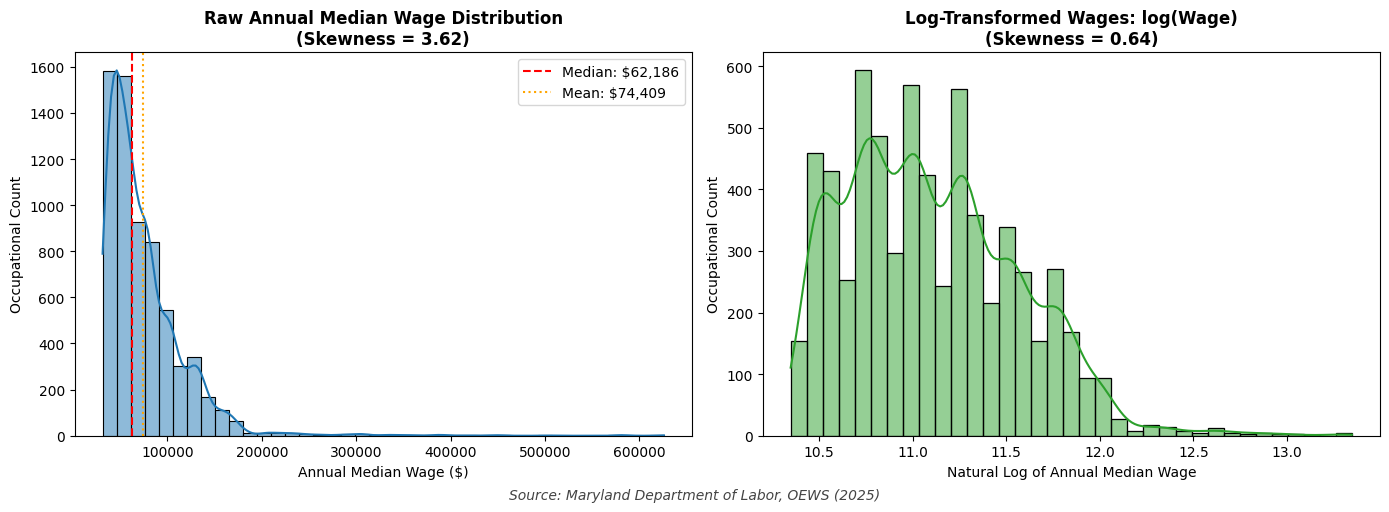 Raw Annual Median Wage Distribution
(Skewness = 3.62)
Occupational Count
1600
1400
1200
1000
800
600
400
200
0
Median: $62,186
Mean: $74,409
100000 200000 300000 400000 500000 600000
Annual Median Wage ($)
Log-Transformed Wages: log(Wage)
(Skewness = 0.64)
Occupational Count
600
500
400
300
200
100
0
10.5 11.0 11.5 12.0 12.5 13.0
Natural Log of Annual Median Wage
Source: Maryland Department of Labor, OEWS (2025)